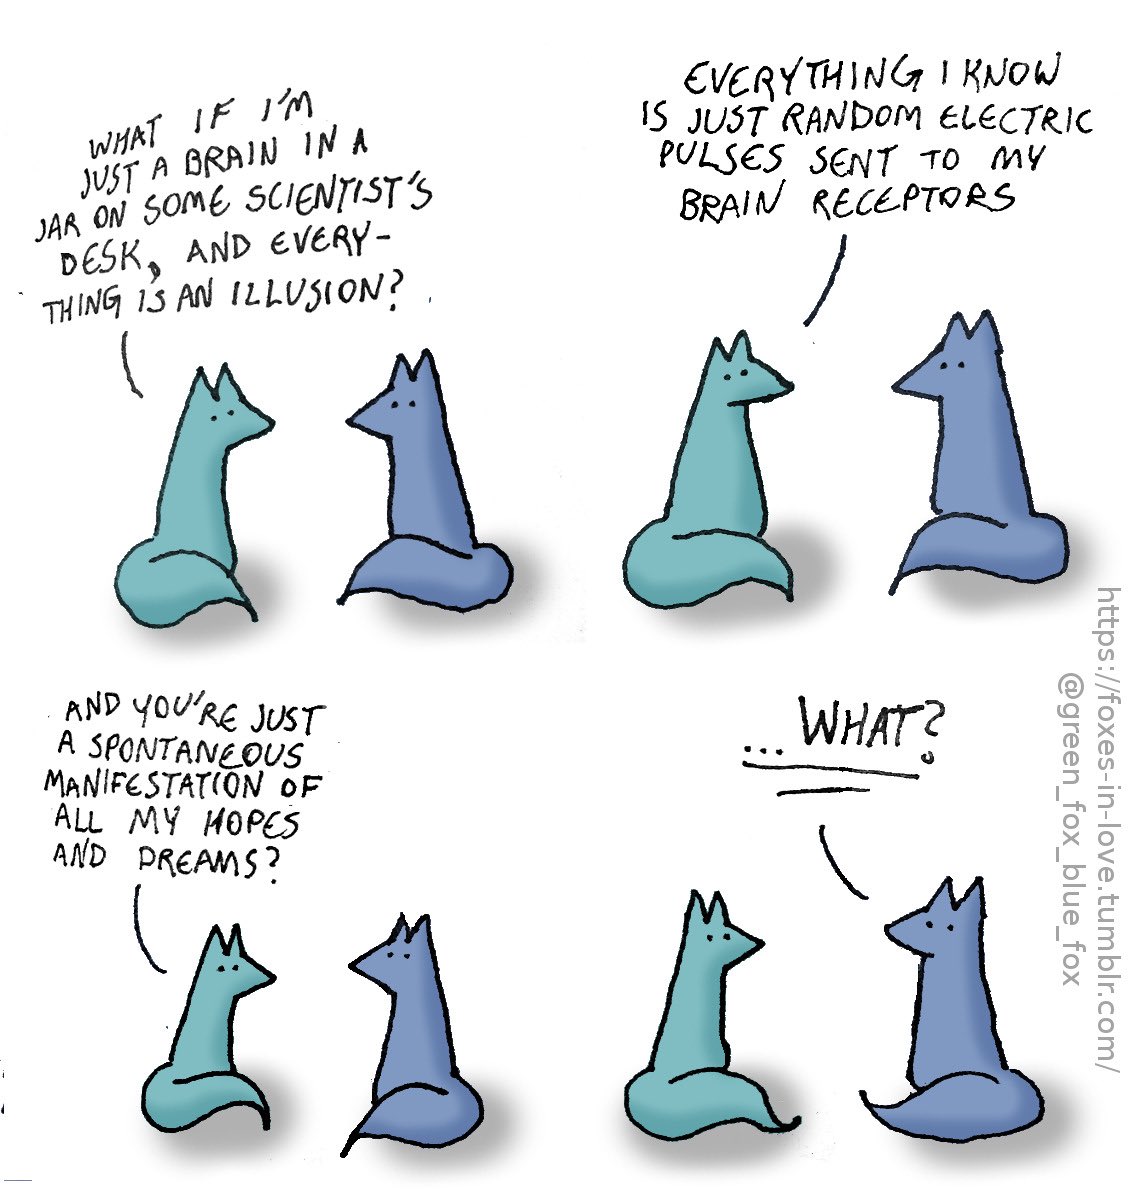 WHAT IF I'M
JUST A BRAIN IN A
JAR ON SOME SCIENTIST'S
DESK, AND EVERY-
THING IS AN ILLUSION?
EVERYTHING I KNOW
IS JUST RANDOM ELECTRIC
PULSES SENT TO MY
BRAIN RECEPTORS
AND YOU'RE JUST
A SPONTANEOUS
MANIFESTATION OF
ALL MY HOPES
AND DREAMS?
... WHAT?
https://foxes-in-love.tumblr.com/
@green_fox_blue_fox